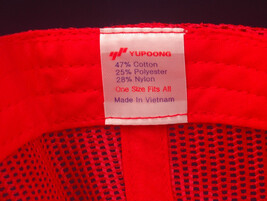 YUPOONG
47% Cotton
25% Polyester
28% Nylon
One Size Fits All
Made In Vietnam